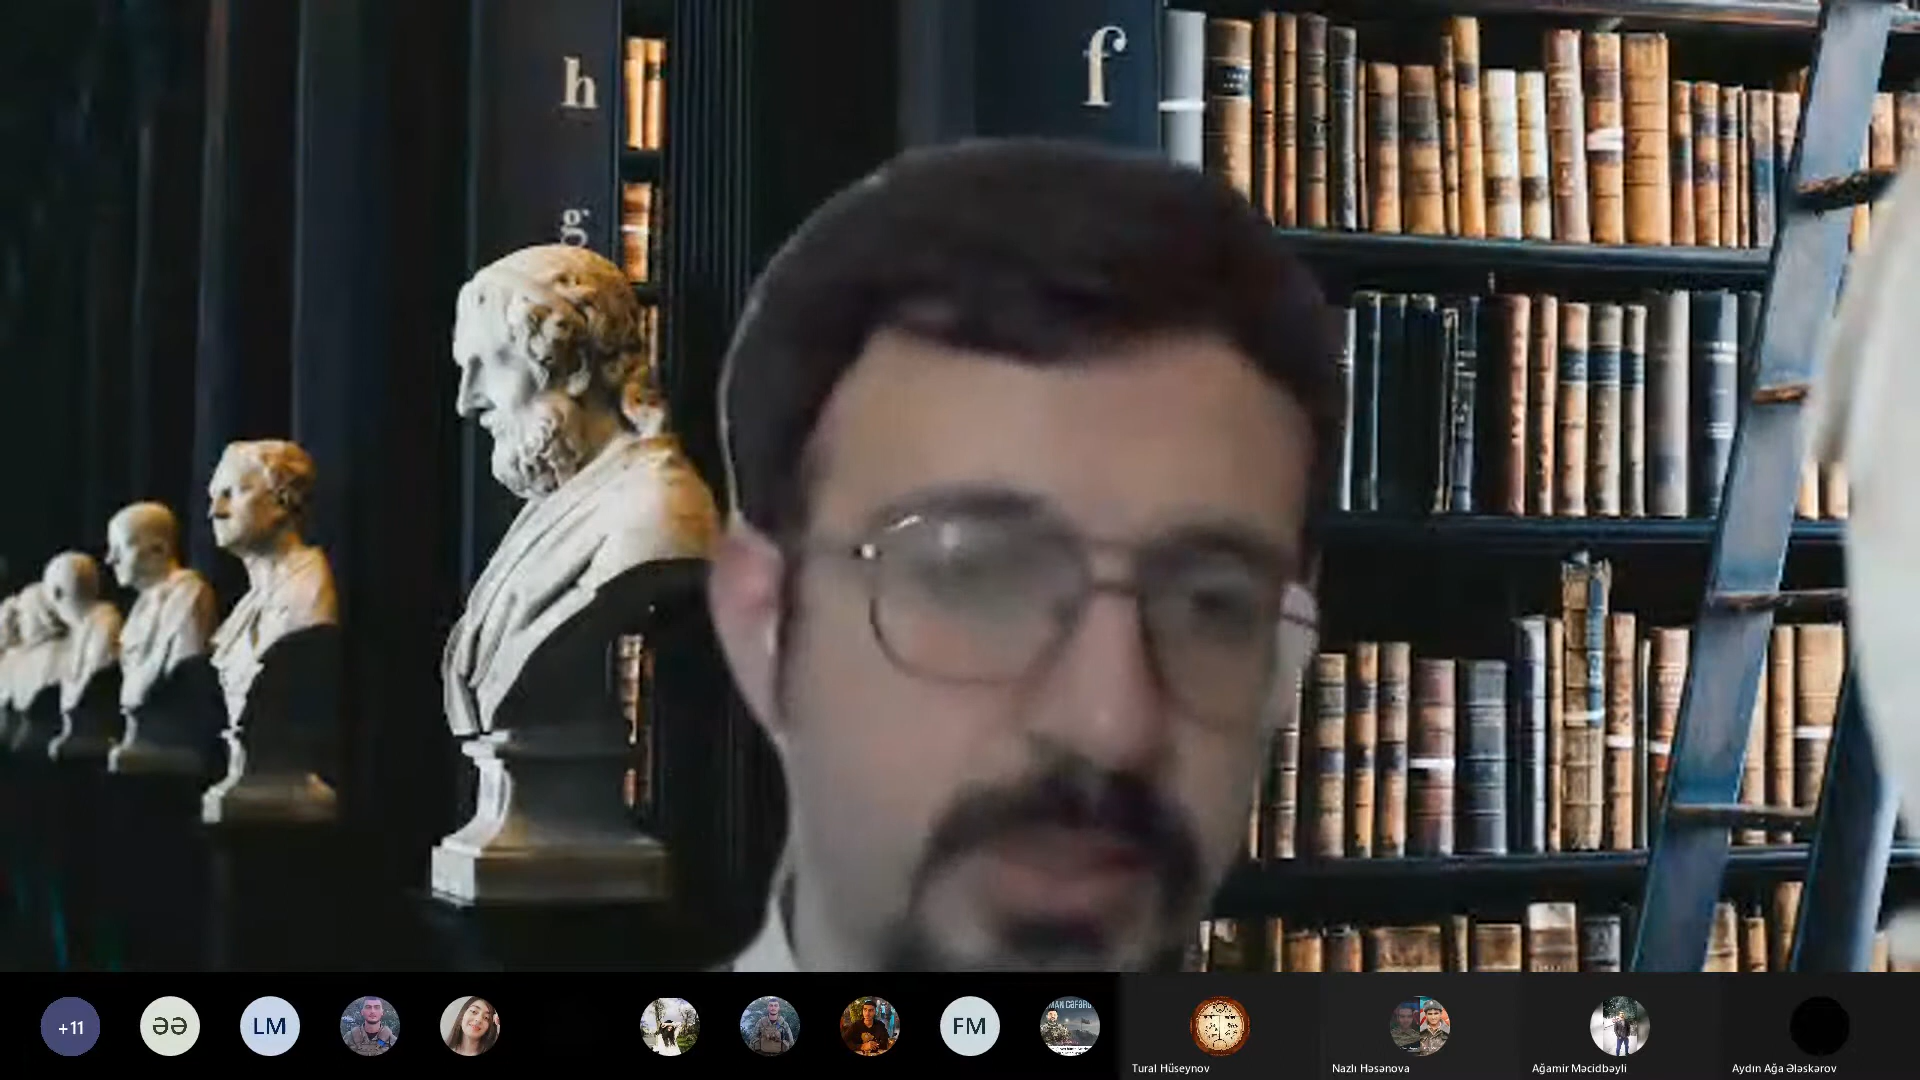 h
f
g
+11
ƏƏ
LM
FM
Tural Hüseynov
Nazlı Həsənova
Ağamir Məcidbəyli
Aydın Ağa Ələskərov